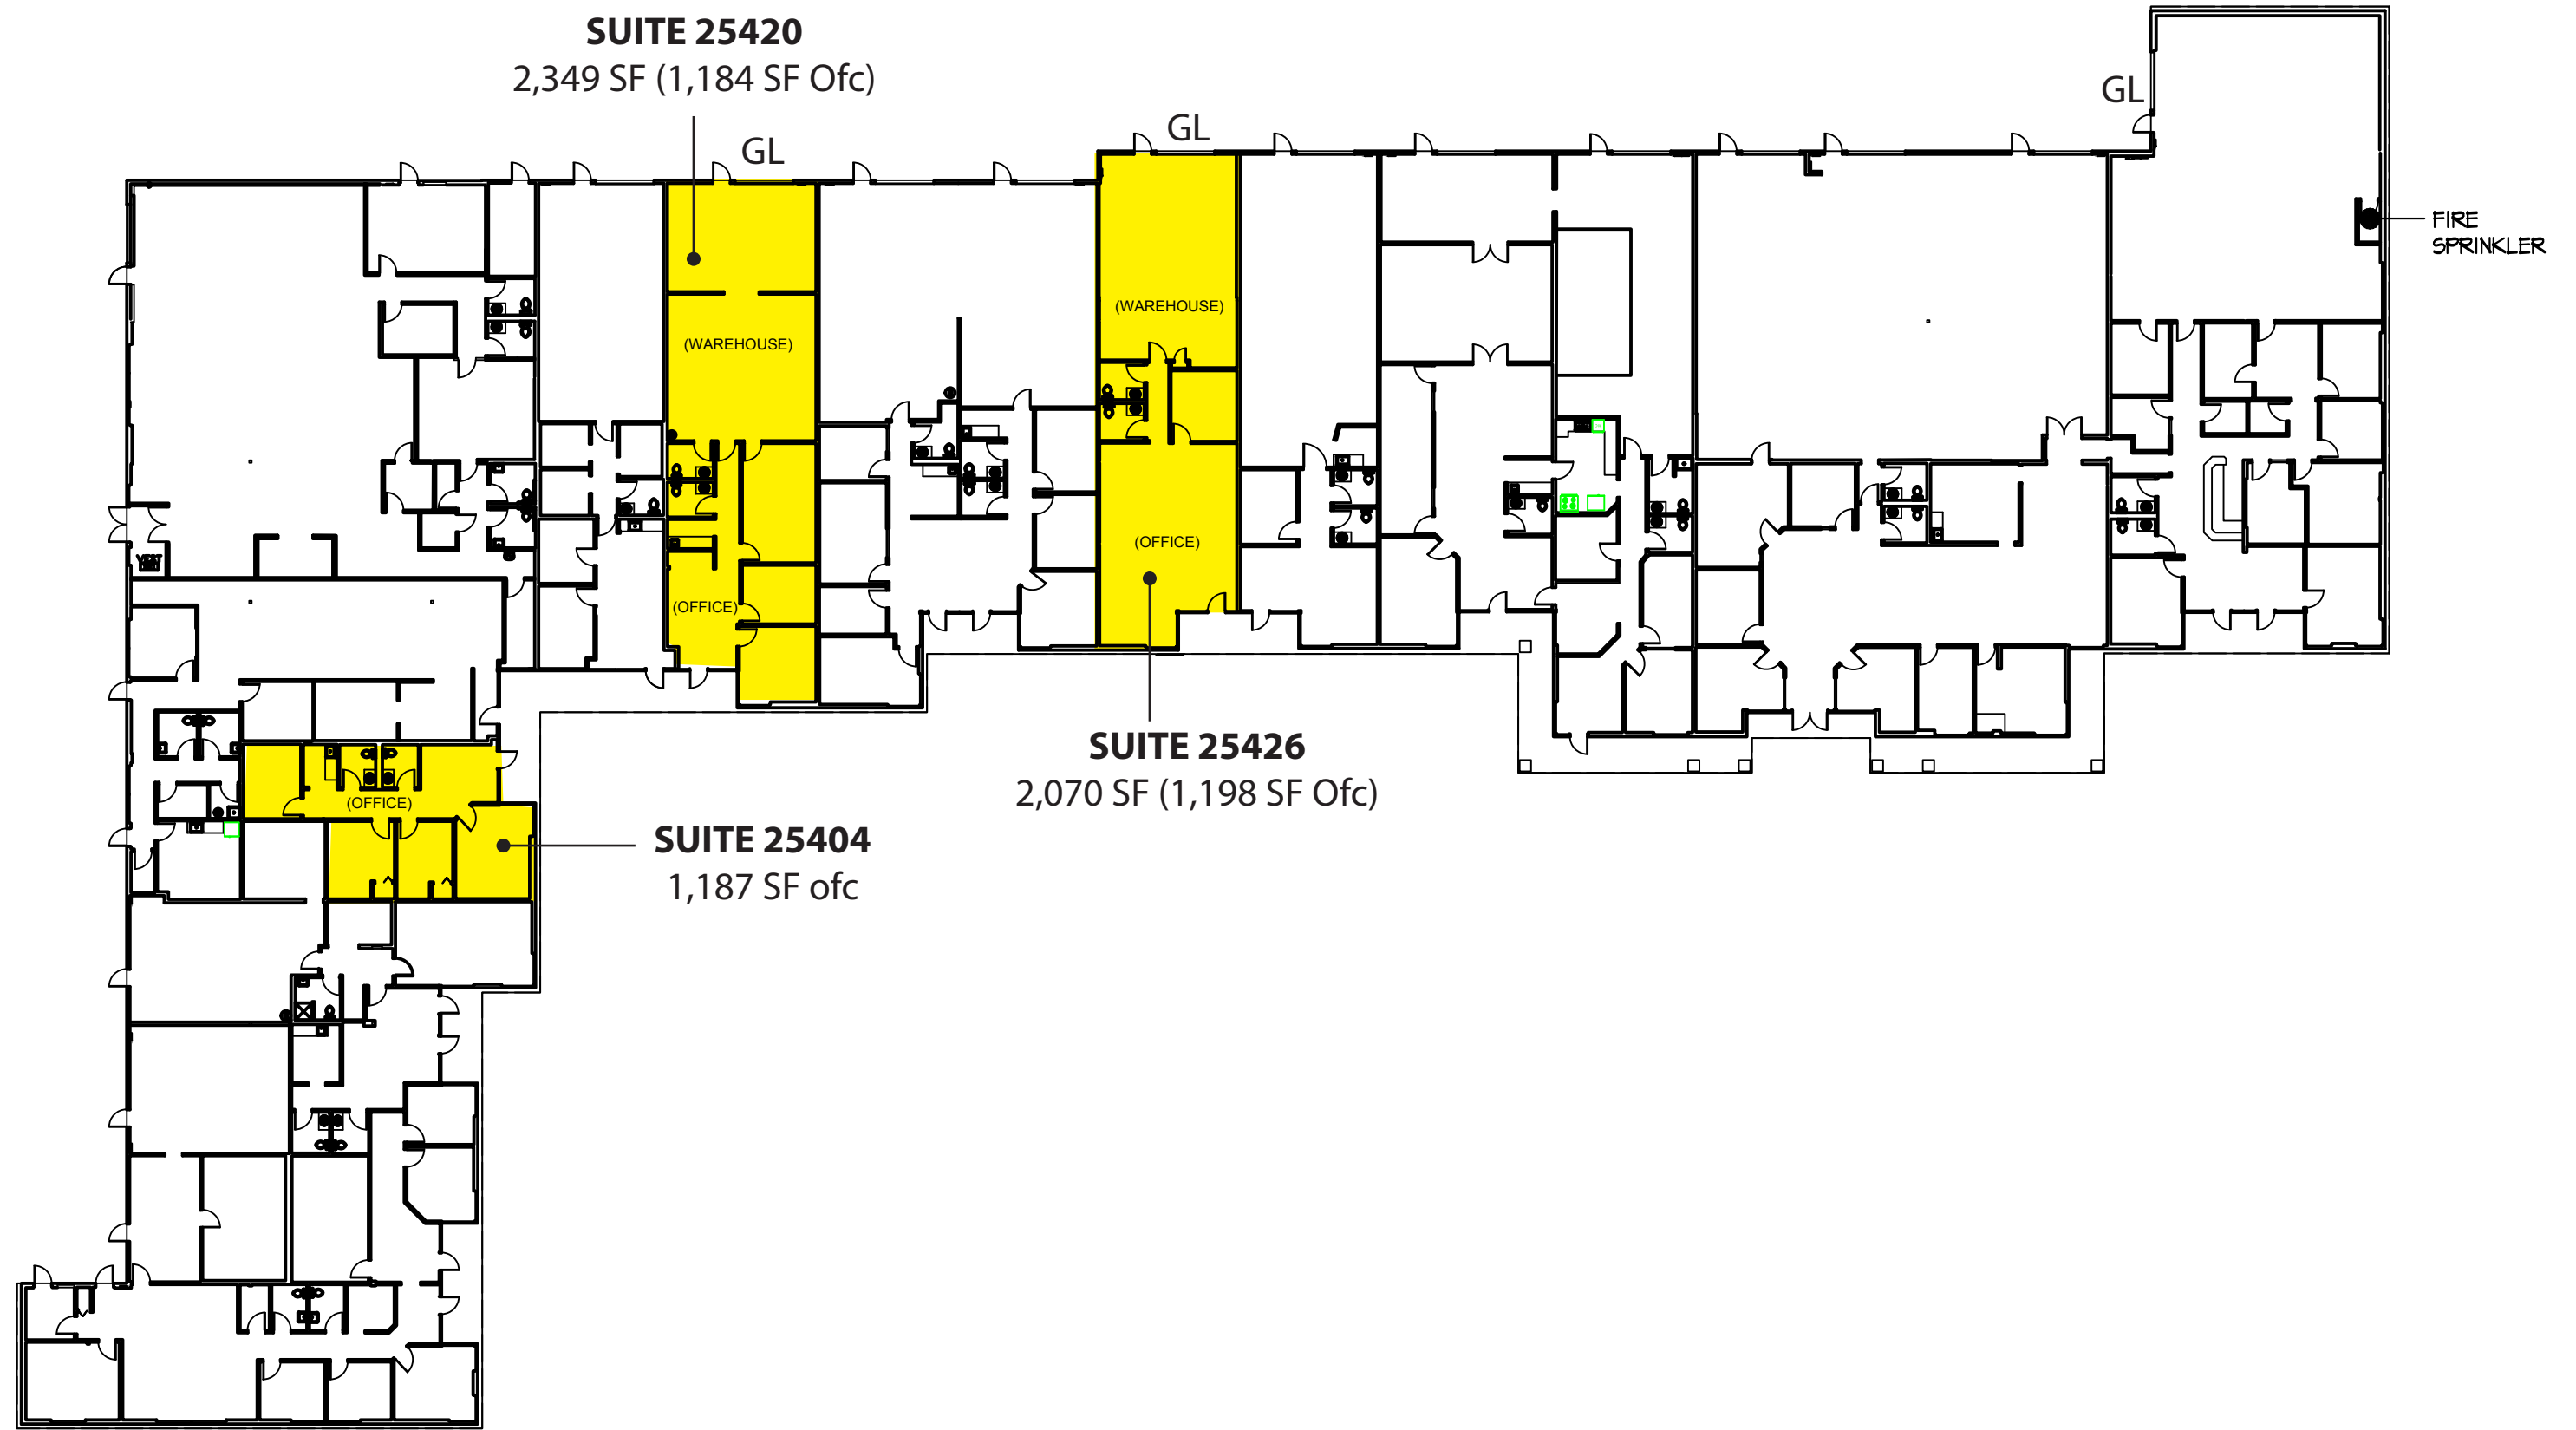 SUITE 25420
2,349 SF (1,184 SF Ofc)
GL
GL
GL
FIRE
SPRINKLER
(WAREHOUSE)
(WAREHOUSE)
(OFFICE)
(OFFICE)
VEST
SUITE 25426
2,070 SF (1,198 SF Ofc)
(OFFICE)
SUITE 25404
1,187 SF ofc